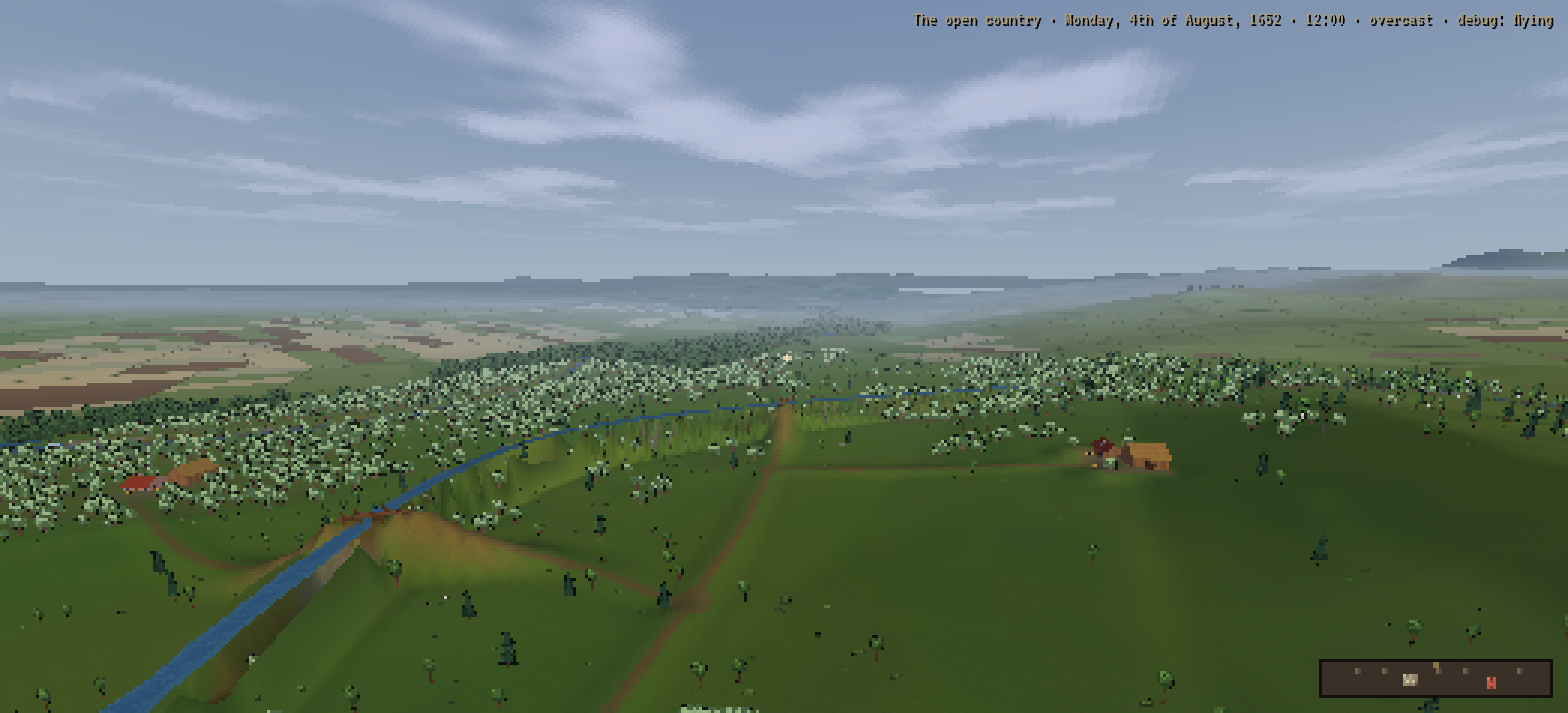 The open country · Monday, 4th of August, 1652 · 12:00 · overcast · debug: flying